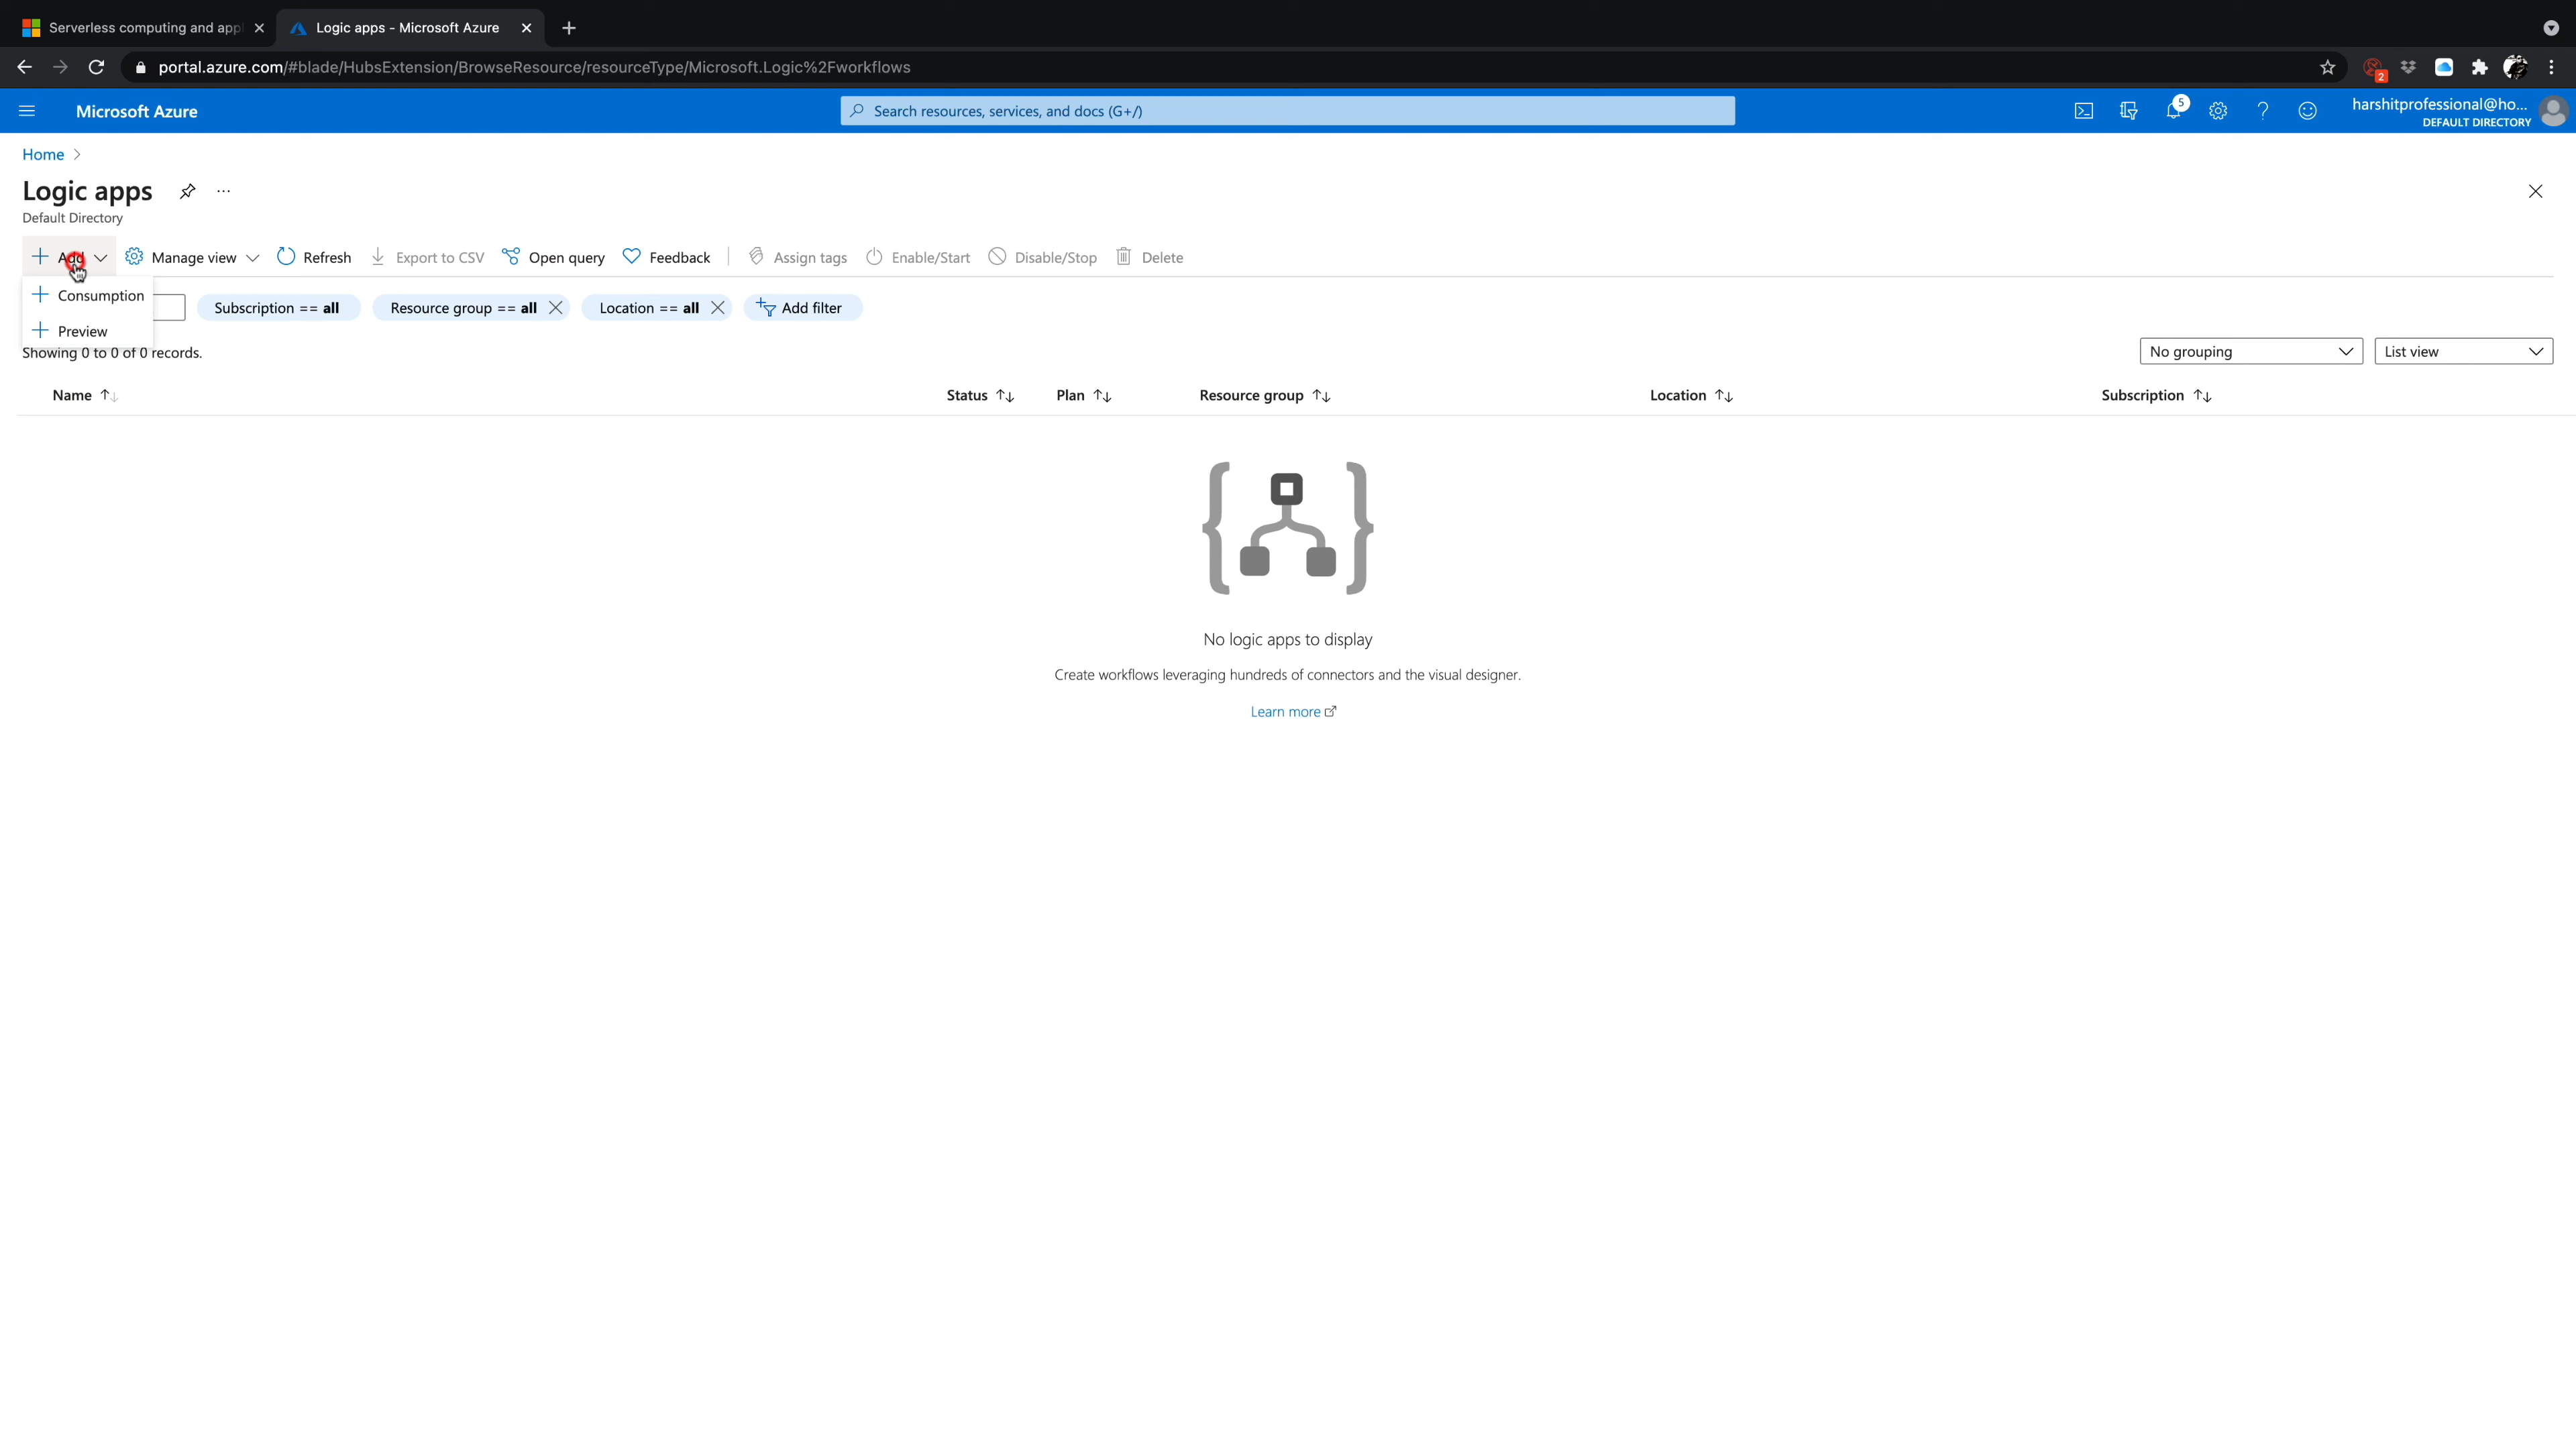 Serverless computing and appl
Logic apps - Microsoft Azure
portal.azure.com/#blade/HubsExtension/BrowseResource/resourceType/Microsoft.Logic%2Fworkflows
2
Microsoft Azure
Search resources, services, and docs (G+/)
5
harshitprofessional@ho...
DEFAULT DIRECTORY
Home
Logic apps
Default Directory
Add
Manage view
Refresh
Export to CSV
Open query
Feedback
Assign tags
Enable/Start
Disable/Stop
Delete
Consumption
Preview
Subscription == all
Resource group == all
Location == all
Add filter
Showing 0 to 0 of 0 records.
No grouping
List view
Name
Status
Plan
Resource group
Location
Subscription
No logic apps to display
Create workflows leveraging hundreds of connectors and the visual designer.
Learn more